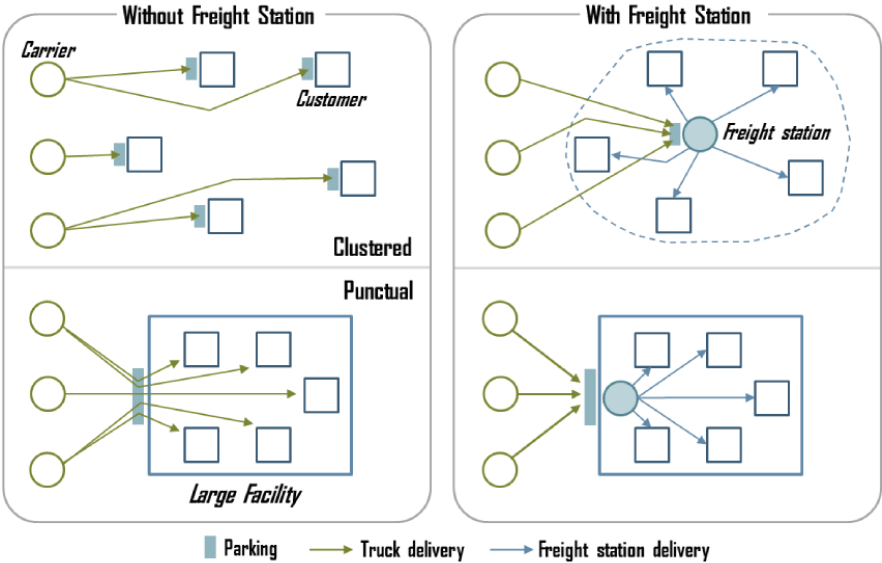 Without Freight Station
With Freight Station
Carrier
Customer
Freight station
Clustered
Punctual
Large Facility
Parking
Truck delivery
Freight station delivery